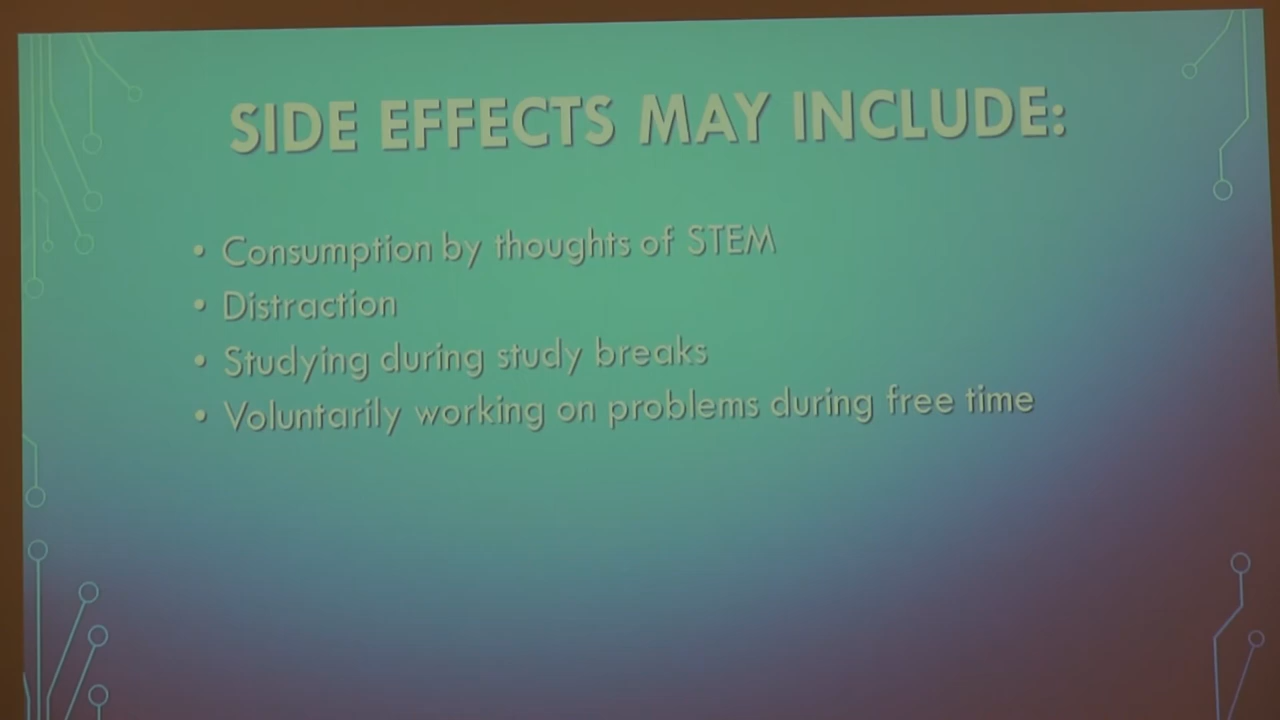 SIDE EFFECTS MAY INCLUDE:
• Consumption by thoughts of STEM
• Distraction
• Studying during study breaks
• Voluntarily working on problems during free time